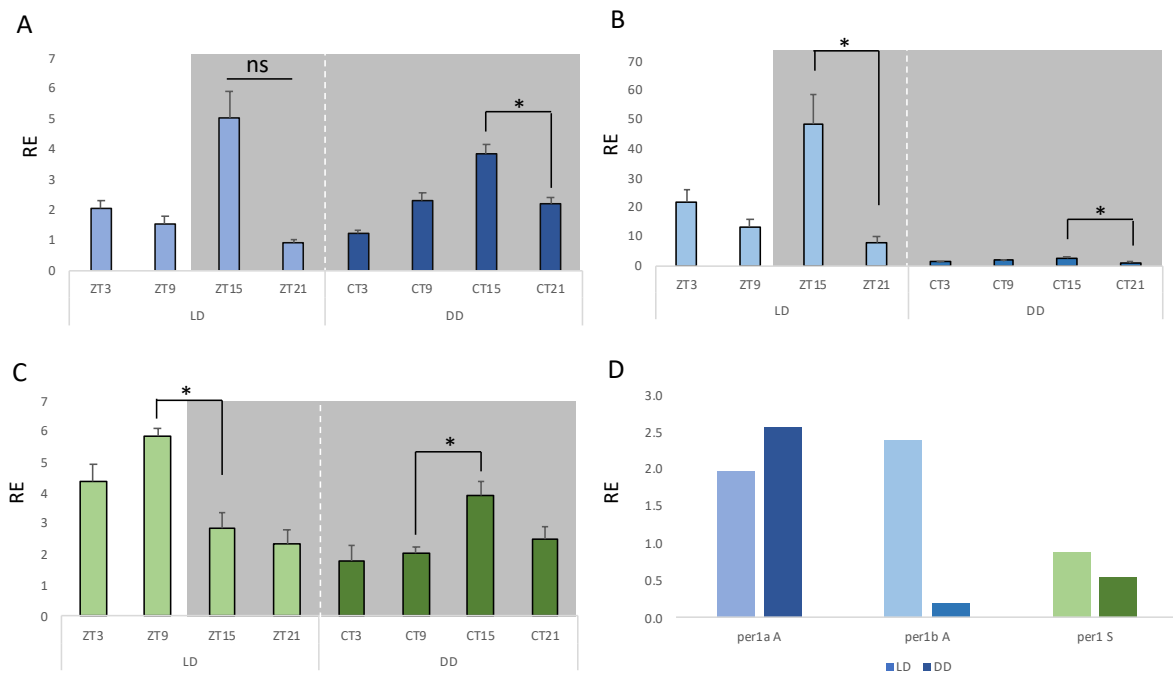 A
RE
7
6
5
4
3
2
1
0
ns
*
ZT3 ZT9 ZT15 ZT21 CT3 CT9 CT15 CT21
LD DD
B
RE
70
60
50
40
30
20
10
0
*
*
ZT3 ZT9 ZT15 ZT21 CT3 CT9 CT15 CT21
LD DD
C
RE
7
6
5
4
3
2
1
0
*
*
ZT3 ZT9 ZT15 ZT21 CT3 CT9 CT15 CT21
LD DD
D
RE
3.0
2.5
2.0
1.5
1.0
0.5
0.0
per1a A per1b A per1 S
LD DD